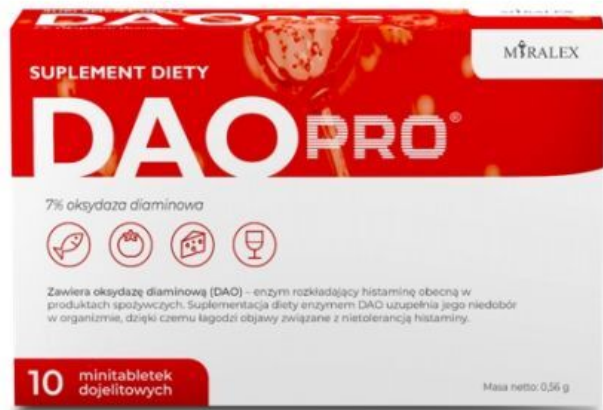 MIRALEX
SUPLEMENT DIETY
DAOPRO®
7% oksydaza diaminowa
Zawiera oksydazę diaminową (DAO) – enzym rozkładający histaminę obecną w
produktach spożywczych. Suplementacja diety enzymem DAO uzupełnia jego niedobór
w organizmie, dzięki czemu łagodzi objawy związane z nietolerancją histaminy.
10 minitabletek
dojelitowych
Masa netto: 0,56 g